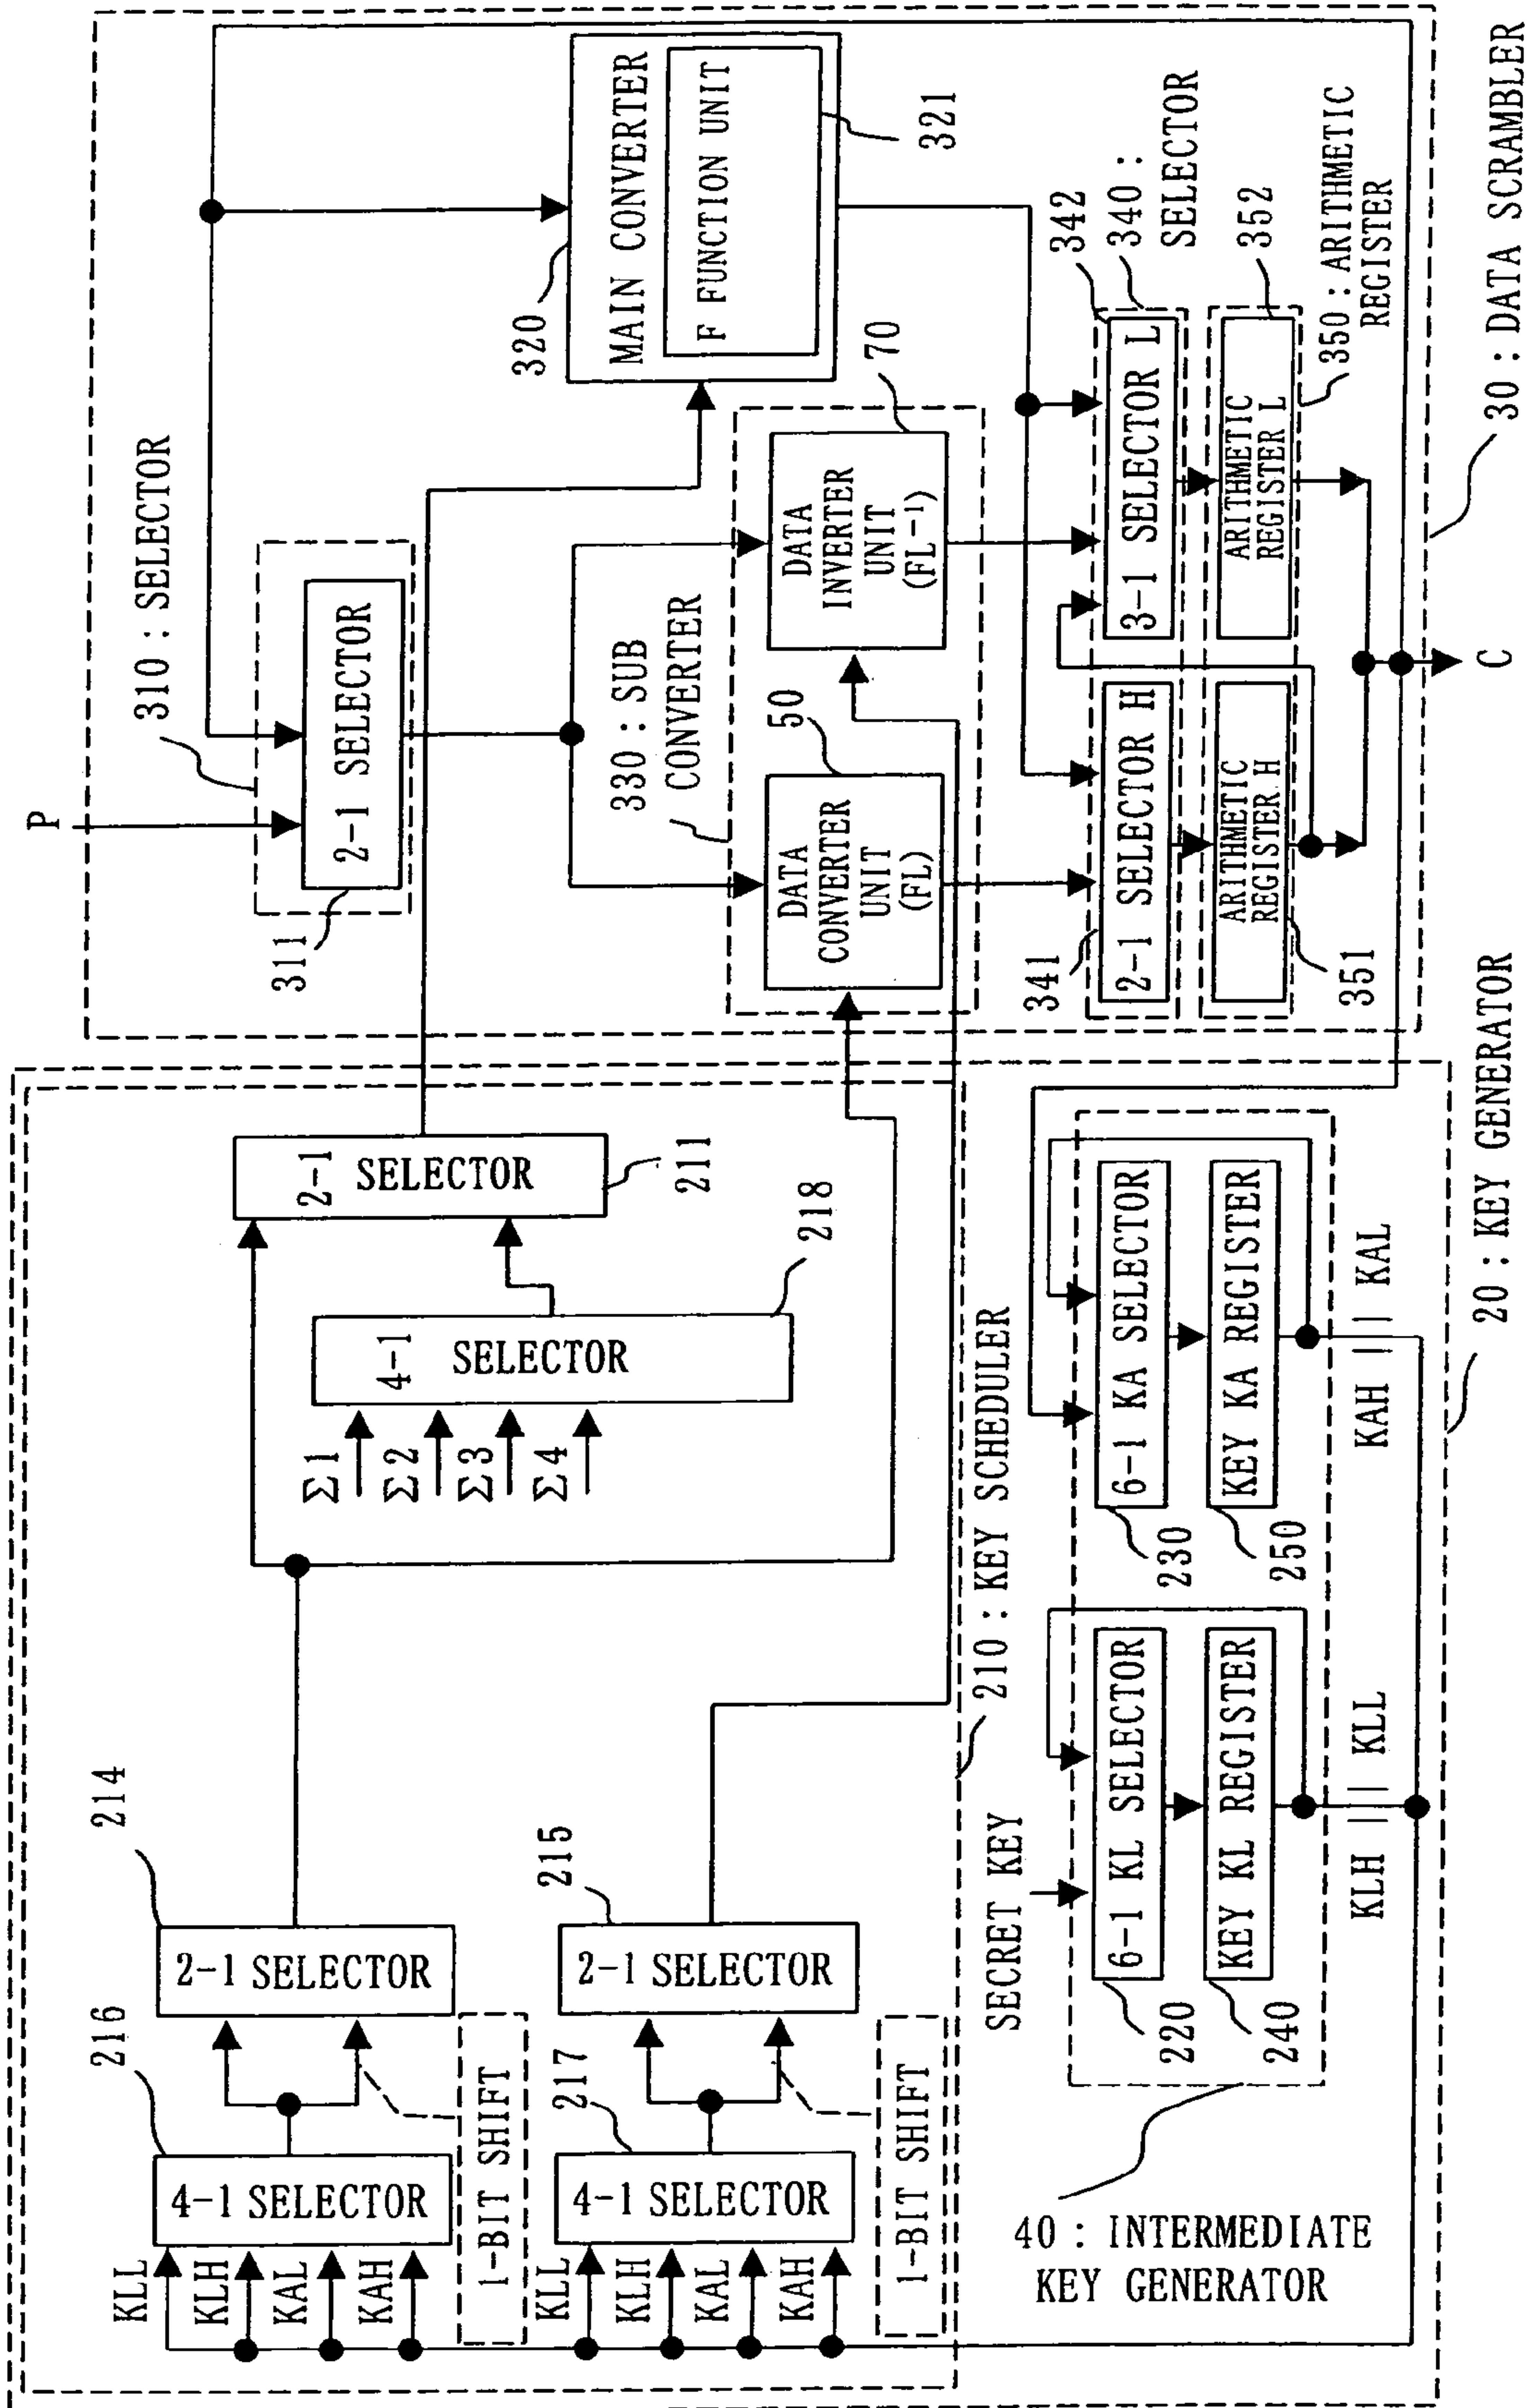 KLL
KLH
KAL
KAH
4-1 SELECTOR
216
2-1 SELECTOR
214
1-BIT SHIFT
KLL
KLH
KAL
KAH
4-1 SELECTOR
217
2-1 SELECTOR
215
1-BIT SHIFT
Σ1
Σ2
Σ3
Σ4
4-1
SELECTOR
218
2-1
SELECTOR
211
210 : KEY SCHEDULER
SECRET KEY
6-1 KL SELECTOR
220
KEY KL REGISTER
240
KLH || KLL
6-1 KA SELECTOR
230
KEY KA REGISTER
250
KAH || KAL
40 : INTERMEDIATE
KEY GENERATOR
20 : KEY GENERATOR
P
310 : SELECTOR
2-1 SELECTOR
311
320
MAIN CONVERTER
F FUNCTION UNIT
321
330 : SUB
CONVERTER
50
DATA
CONVERTER
UNIT
(FL)
70
DATA
INVERTER
UNIT
(FL⁻¹)
341
2-1 SELECTOR H
3-1 SELECTOR L
342
340 :
SELECTOR
ARITHMETIC
REGISTER H
351
ARITHMETIC
REGISTER L
352
350 : ARITHMETIC
REGISTER
C
30 : DATA SCRAMBLER